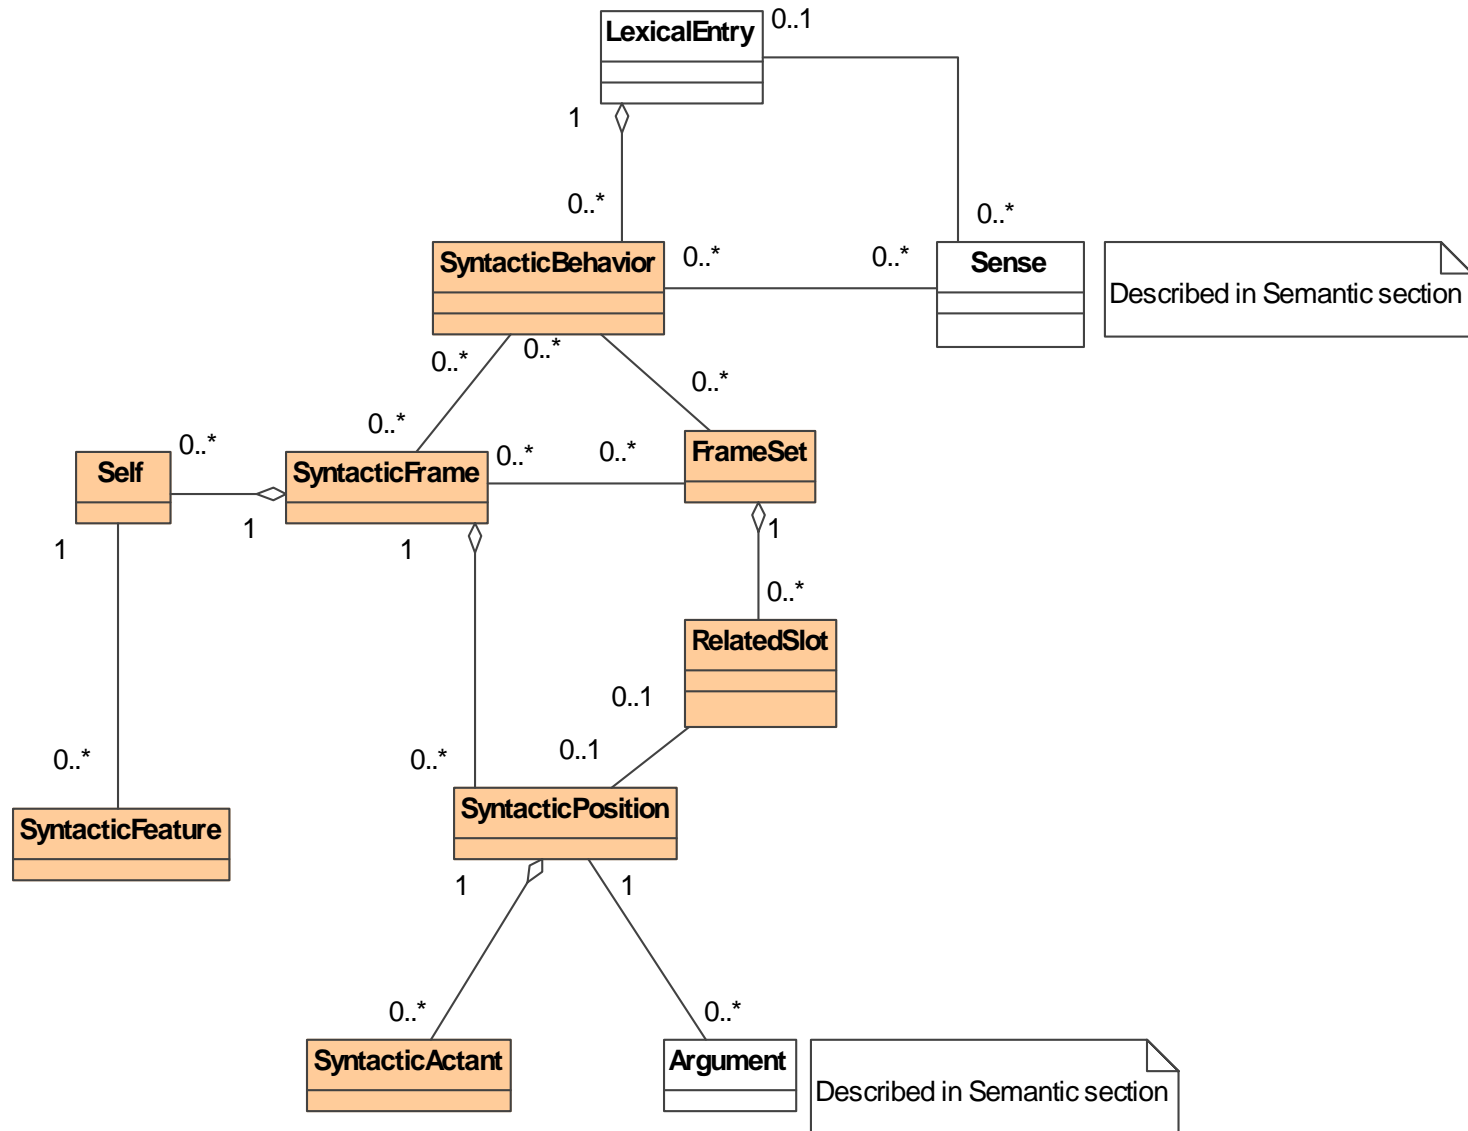 LexicalEntry
0..1
1
0..*
0..*
SyntacticBehavior
0..*
0..*
Sense
Described in Semantic section
0..*
0..*
0..*
0..*
0..*
0..*
0..*
FrameSet
Self
SyntacticFrame
1
1
1
1
0..*
RelatedSlot
0..1
0..1
0..*
0..*
SyntacticPosition
SyntacticFeature
1
1
0..*
0..*
SyntacticActant
Argument
Described in Semantic section